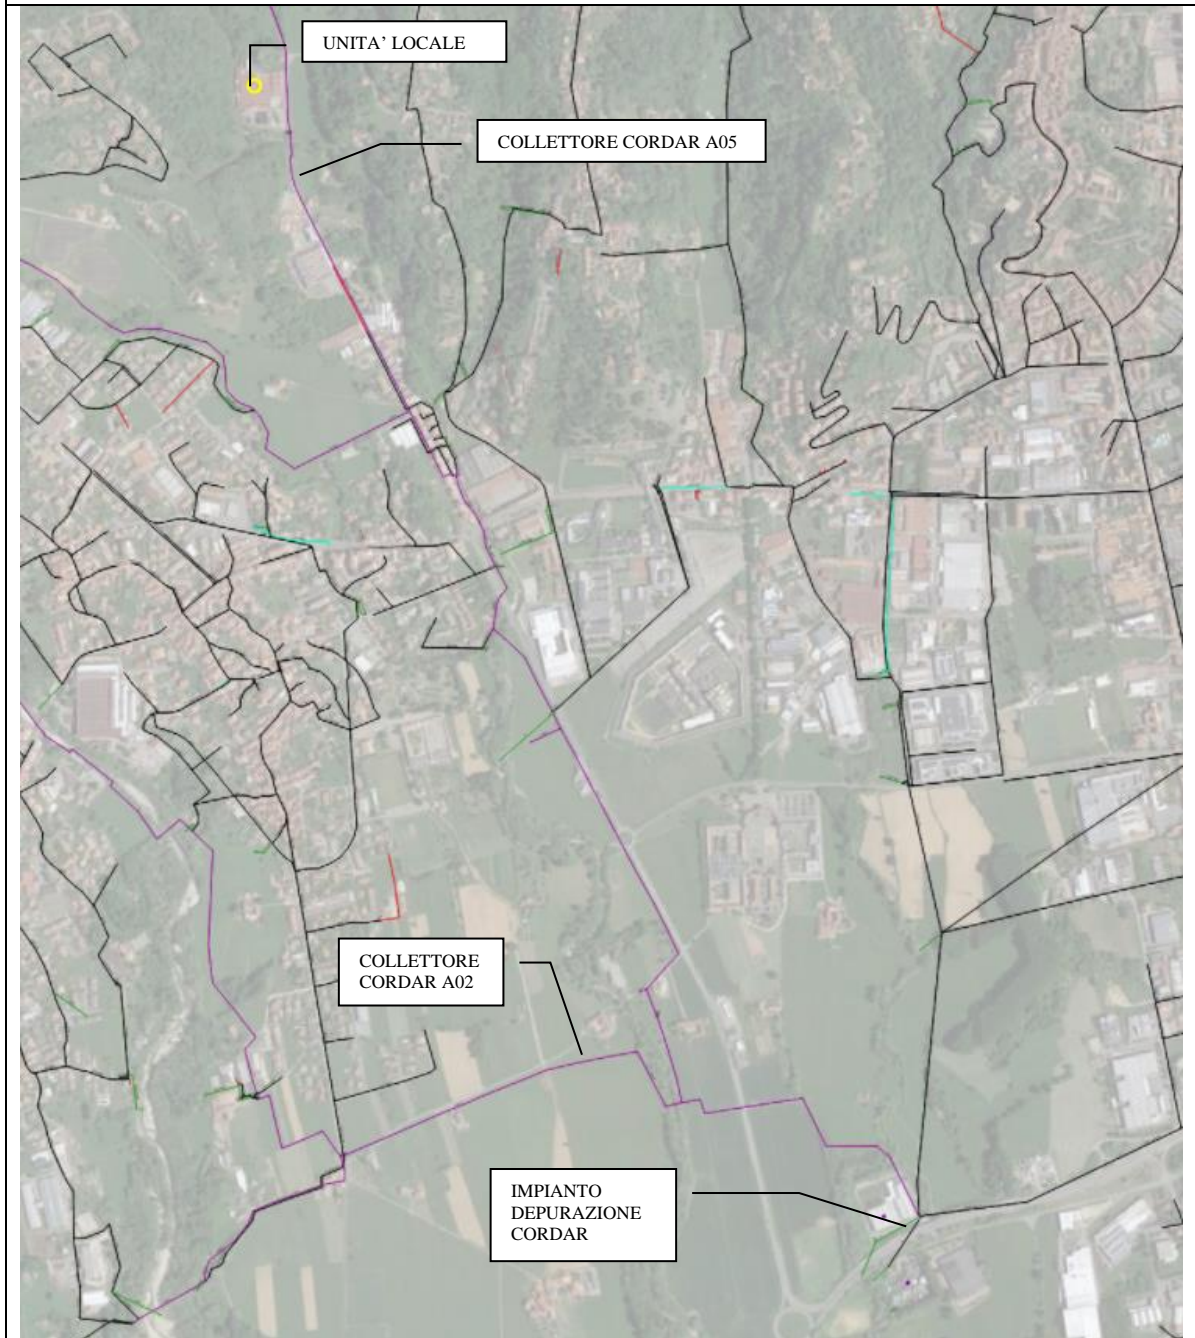 UNITA’ LOCALE
COLLETTORE CORDAR A05
COLLETTORE
CORDAR A02
IMPIANTO
DEPURAZIONE
CORDAR